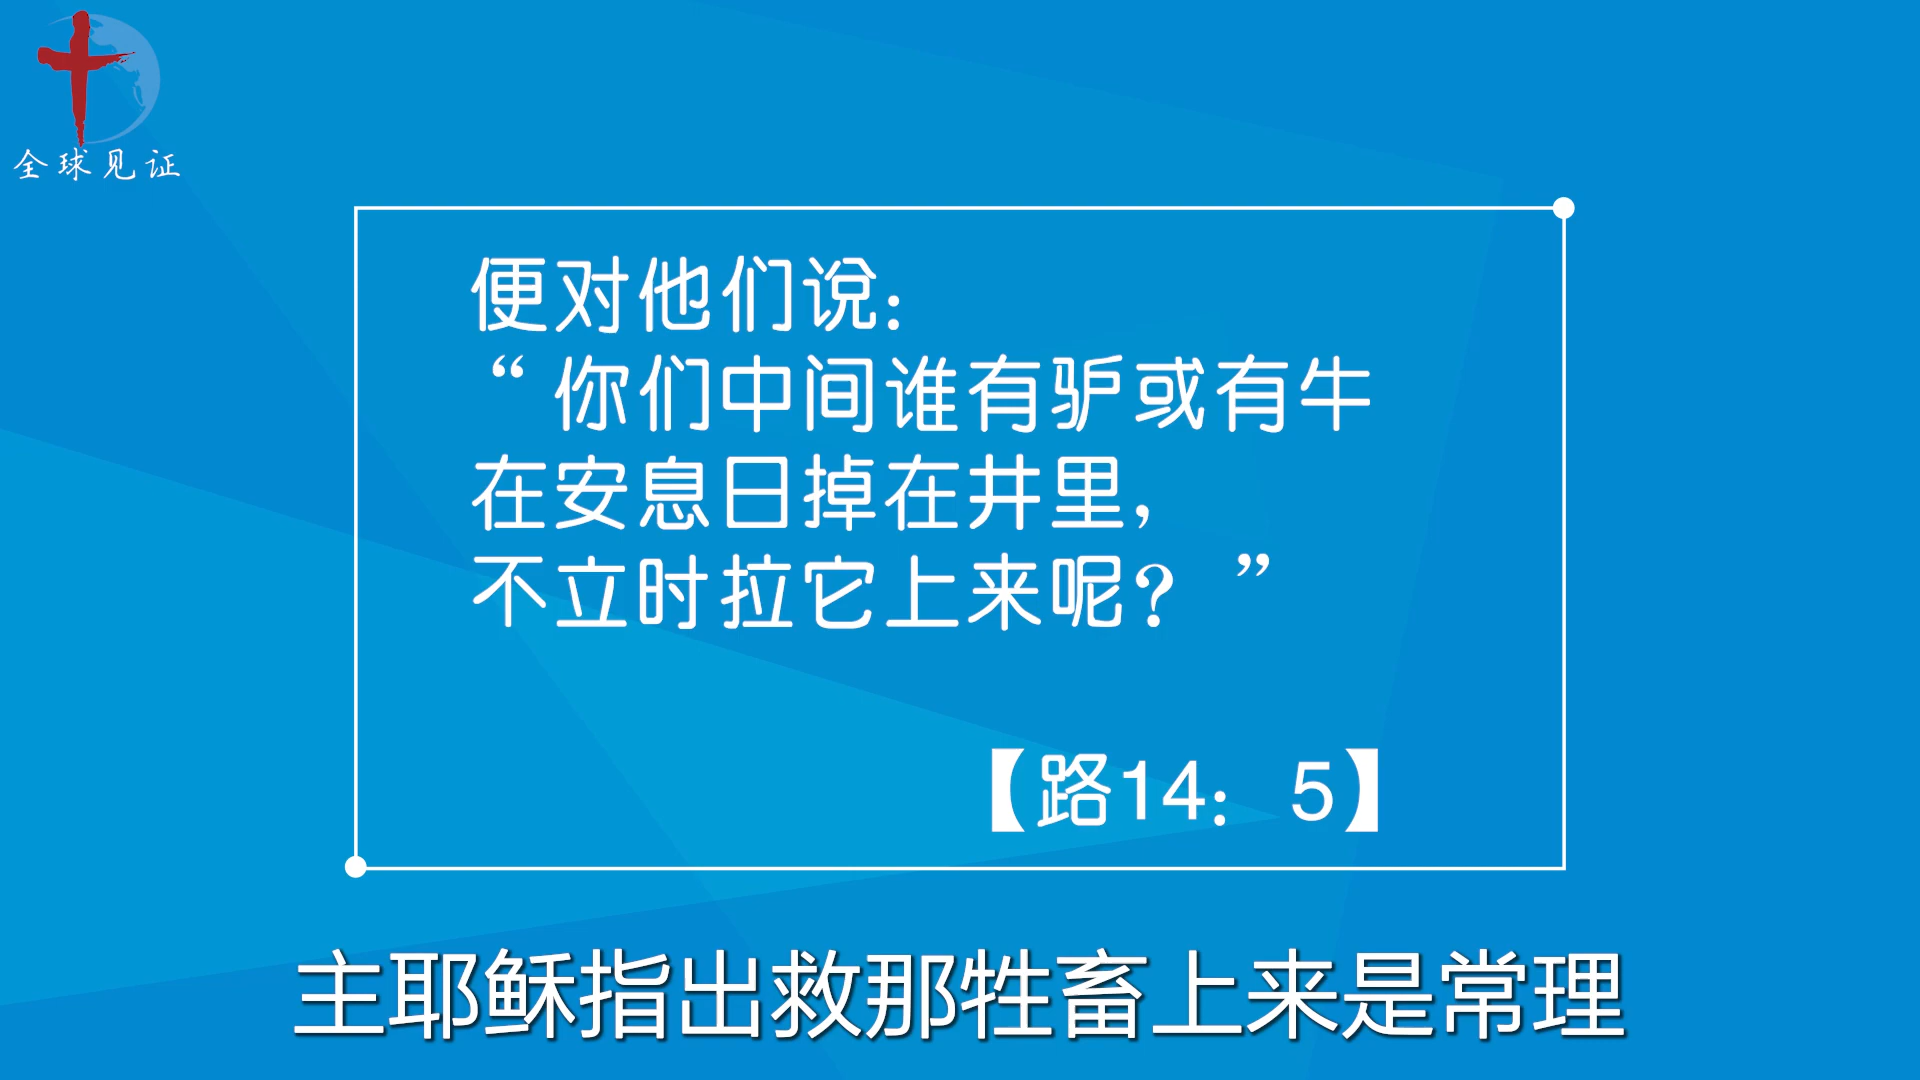 全球见证
便对他们说：
“你们中间谁有驴或有牛
在安息日掉在井里，
不立时拉它上来呢？”
【路14：5】
主耶稣指出救那牲畜上来是常理